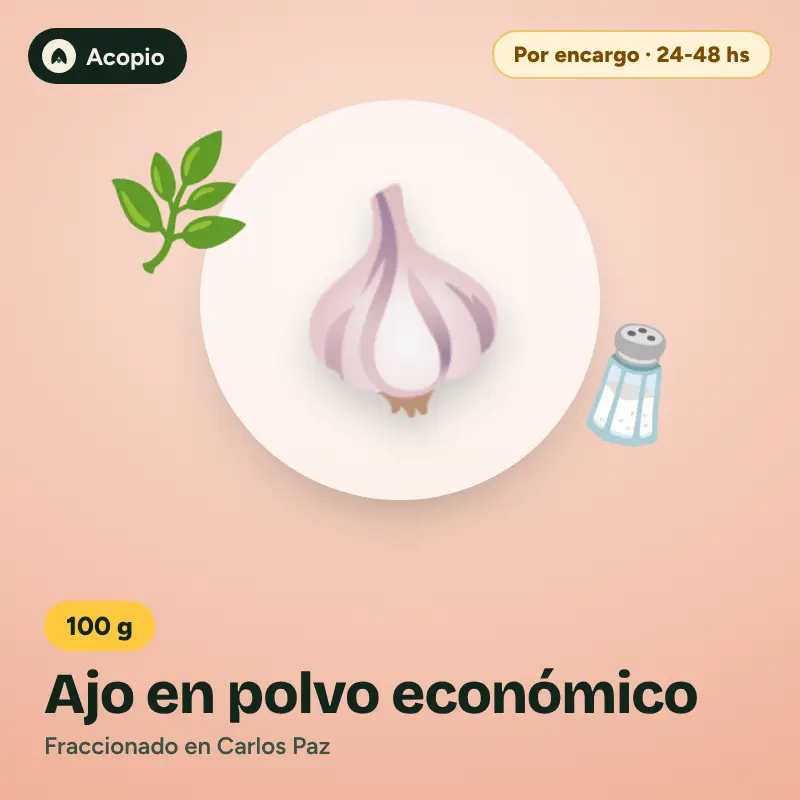 Acopio
Por encargo · 24-48 hs
100 g
Ajo en polvo económico
Fraccionado en Carlos Paz